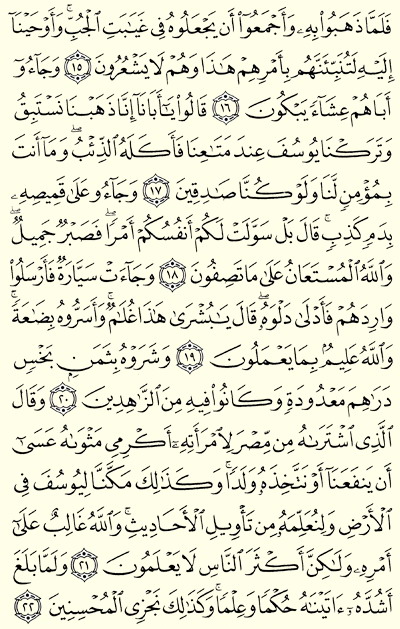 فَلَمَّا ذَهَبُوا۟ بِهِۦ وَأَجْمَعُوٓا۟ أَن يَجْعَلُوهُ فِى غَيَـٰبَتِ ٱلْجُبِّ ۚ وَأَوْحَيْنَآ
إِلَيْهِ لَتُنَبِّئَنَّهُم بِأَمْرِهِمْ هَـٰذَا وَهُمْ لَا يَشْعُرُونَ ١٥ وَجَآءُوٓ
أَبَاهُمْ عِشَآءً يَبْكُونَ ١٦ قَالُوا۟ يَـٰٓأَبَانَآ إِنَّا ذَهَبْنَا نَسْتَبِقُ
وَتَرَكْنَا يُوسُفَ عِندَ مَتَـٰعِنَا فَأَكَلَهُ ٱلذِّئْبُ ۖ وَمَآ أَنتَ
بِمُؤْمِنٍ لَّنَا وَلَوْ كُنَّا صَـٰدِقِينَ ١٧ وَجَآءُو عَلَىٰ قَمِيصِهِۦ
بِدَمٍ كَذِبٍ ۚ قَالَ بَلْ سَوَّلَتْ لَكُمْ أَنفُسُكُمْ أَمْرًا ۖ فَصَبْرٌ جَمِيلٌ ۖ
وَٱللَّهُ ٱلْمُسْتَعَانُ عَلَىٰ مَا تَصِفُونَ ١٨ وَجَآءَتْ سَيَّارَةٌ فَأَرْسَلُوا۟
وَارِدَهُمْ فَأَدْلَىٰ دَلْوَهُۥ ۖ قَالَ يَـٰبُشْرَىٰ هَـٰذَا غُلَـٰمٌ ۚ وَأَسَرُّوهُ بِضَـٰعَةً ۚ
وَٱللَّهُ عَلِيمٌۢ بِمَا يَعْمَلُونَ ١٩ وَشَرَوْهُ بِثَمَنٍۭ بَخْسٍ
دَرَٰهِمَ مَعْدُودَةٍ وَكَانُوا۟ فِيهِ مِنَ ٱلزَّٰهِدِينَ ٢٠ وَقَالَ
ٱلَّذِى ٱشْتَرَىٰهُ مِن مِّصْرَ لِٱمْرَأَتِهِۦٓ أَكْرِمِى مَثْوَىٰهُ عَسَىٰٓ
أَن يَنفَعَنَآ أَوْ نَتَّخِذَهُۥ وَلَدًا ۚ وَكَذَٰلِكَ مَكَّنَّا لِيُوسُفَ فِى
ٱلْأَرْضِ وَلِنُعَلِّمَهُۥ مِن تَأْوِيلِ ٱلْأَحَادِيثِ ۚ وَٱللَّهُ غَالِبٌ عَلَىٰٓ
أَمْرِهِۦ وَلَـٰكِنَّ أَكْثَرَ ٱلنَّاسِ لَا يَعْلَمُونَ ٢١ وَلَمَّا بَلَغَ
أَشُدَّهُۥٓ ءَاتَيْنَـٰهُ حُكْمًا وَعِلْمًا ۚ وَكَذَٰلِكَ نَجْزِى ٱلْمُحْسِنِينَ ٢٢